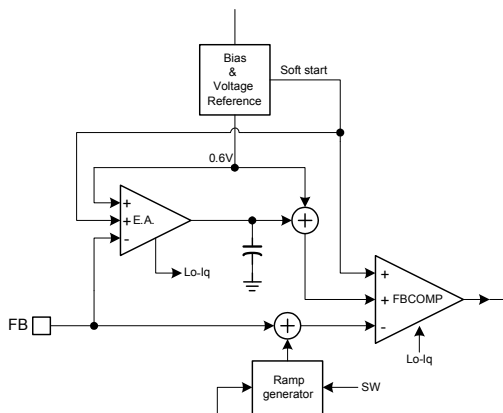 Bias
&
Voltage
Reference
Soft start
0.6V
+
+
-
E.A.
+
Lo-Iq
+
+
-
FBCOMP
FB
+
Lo-Iq
Ramp
generator
SW